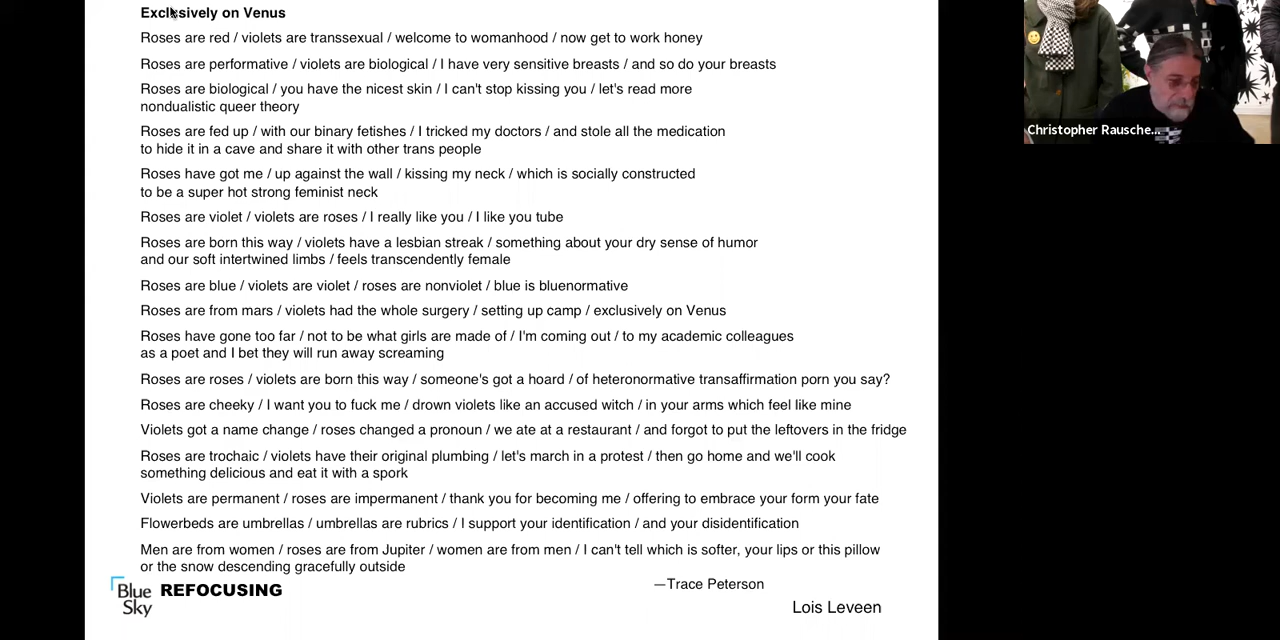 Exclusively on Venus
Roses are red / violets are transsexual / welcome to womanhood / now get to work honey
Roses are performative / violets are biological / I have very sensitive breasts / and so do your breasts
Roses are biological / you have the nicest skin / I can't stop kissing you / let's read more
nondualistic queer theory
Roses are fed up / with our binary fetishes / I tricked my doctors / and stole all the medication
to hide it in a cave and share it with other trans people
Roses have got me / up against the wall / kissing my neck / which is socially constructed
to be a super hot strong feminist neck
Roses are violet / violets are roses / I really like you / I like you tube
Roses are born this way / violets have a lesbian streak / something about your dry sense of humor
and our soft intertwined limbs / feels transcendently female
Roses are blue / violets are violet / roses are nonviolet / blue is bluenormative
Roses are from mars / violets had the whole surgery / setting up camp / exclusively on Venus
Roses have gone too far / not to be what girls are made of / I'm coming out / to my academic colleagues
as a poet and I bet they will run away screaming
Roses are roses / violets are born this way / someone's got a hoard / of heteronormative transaffirmation porn you say?
Roses are cheeky / I want you to fuck me / drown violets like an accused witch / in your arms which feel like mine
Violets got a name change / roses changed a pronoun / we ate at a restaurant / and forgot to put the leftovers in the fridge
Roses are trochaic / violets have their original plumbing / let's march in a protest / then go home and we'll cook
something delicious and eat it with a spork
Violets are permanent / roses are impermanent / thank you for becoming me / offering to embrace your form your fate
Flowerbeds are umbrellas / umbrellas are rubrics / I support your identification / and your disidentification
Men are from women / roses are from Jupiter / women are from men / I can't tell which is softer, your lips or this pillow
or the snow descending gracefully outside
—Trace Peterson
Blue
Sky
REFOCUSING
Lois Leveen
Christopher Rausche...